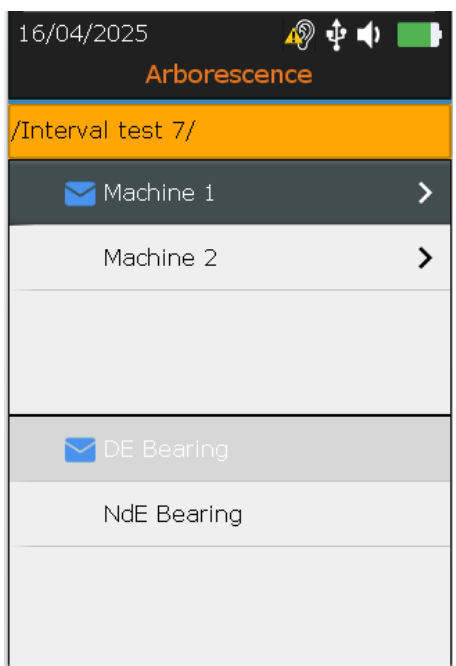 16/04/2025
Arborescence
/Interval test 7/
Machine 1
Machine 2
DE Bearing
NdE Bearing